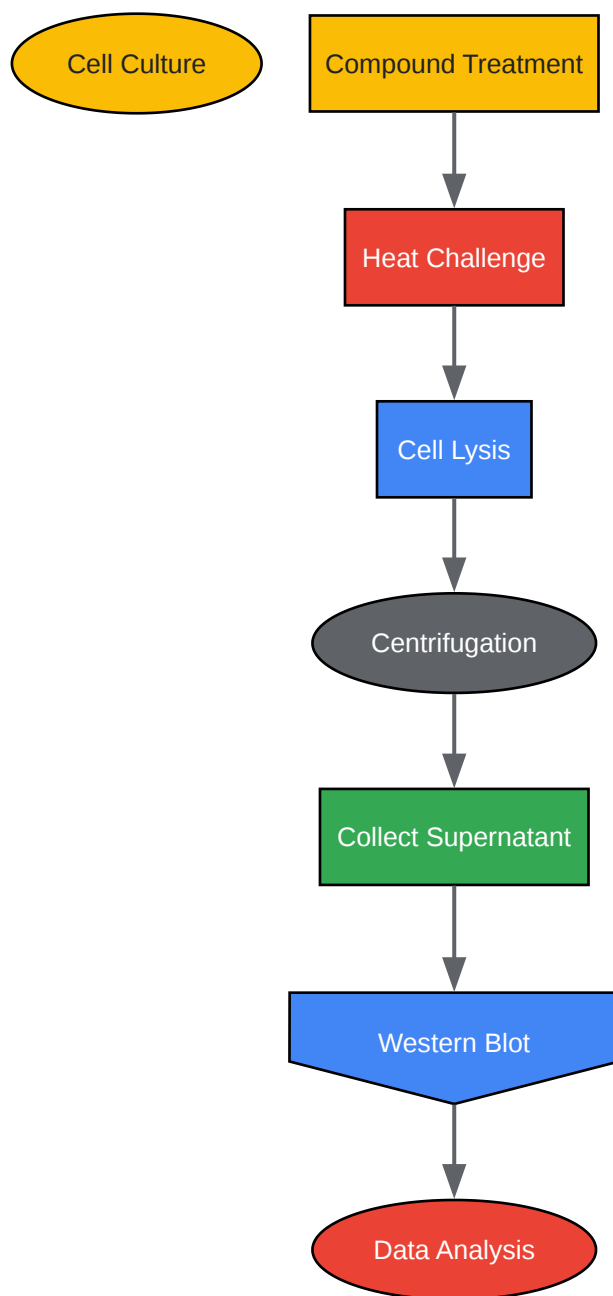 Cell Culture
Compound Treatment
Heat Challenge
Cell Lysis
Centrifugation
Collect Supernatant
Western Blot
Data Analysis